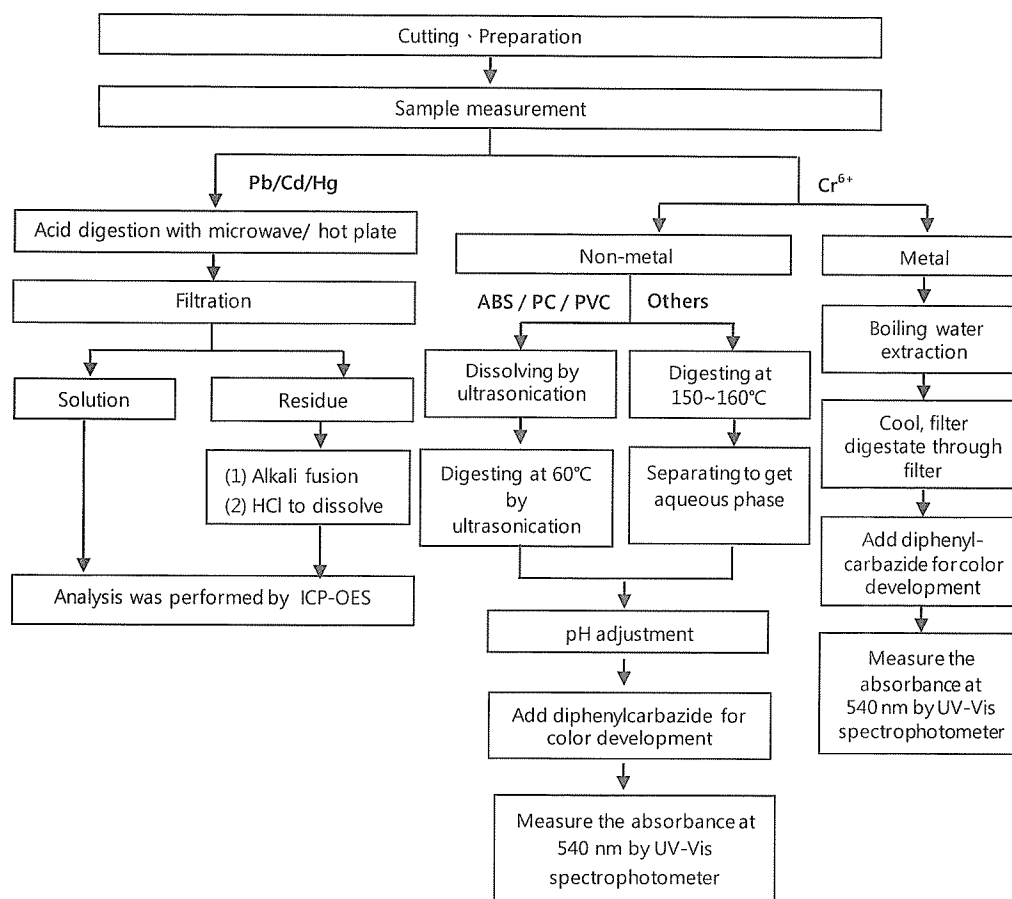 Cutting、Preparation
Sample measurement
Pb/Cd/Hg
Cr⁶⁺
Acid digestion with microwave/ hot plate
Non-metal
Metal
Filtration
ABS / PC / PVC
Others
Boiling water
extraction
Solution
Residue
Dissolving by
ultrasonication
Digesting at
150~160℃
Cool, filter
digestate through
filter
(1) Alkali fusion
(2) HCl to dissolve
Digesting at 60℃
by
ultrasonication
Separating to get
aqueous phase
Add diphenyl-
carbazide for color
development
Analysis was performed by ICP-OES
pH adjustment
Measure the
absorbance at
540 nm by UV-Vis
spectrophotometer
Add diphenylcarbazide for
color development
Measure the absorbance at
540 nm by UV-Vis
spectrophotometer